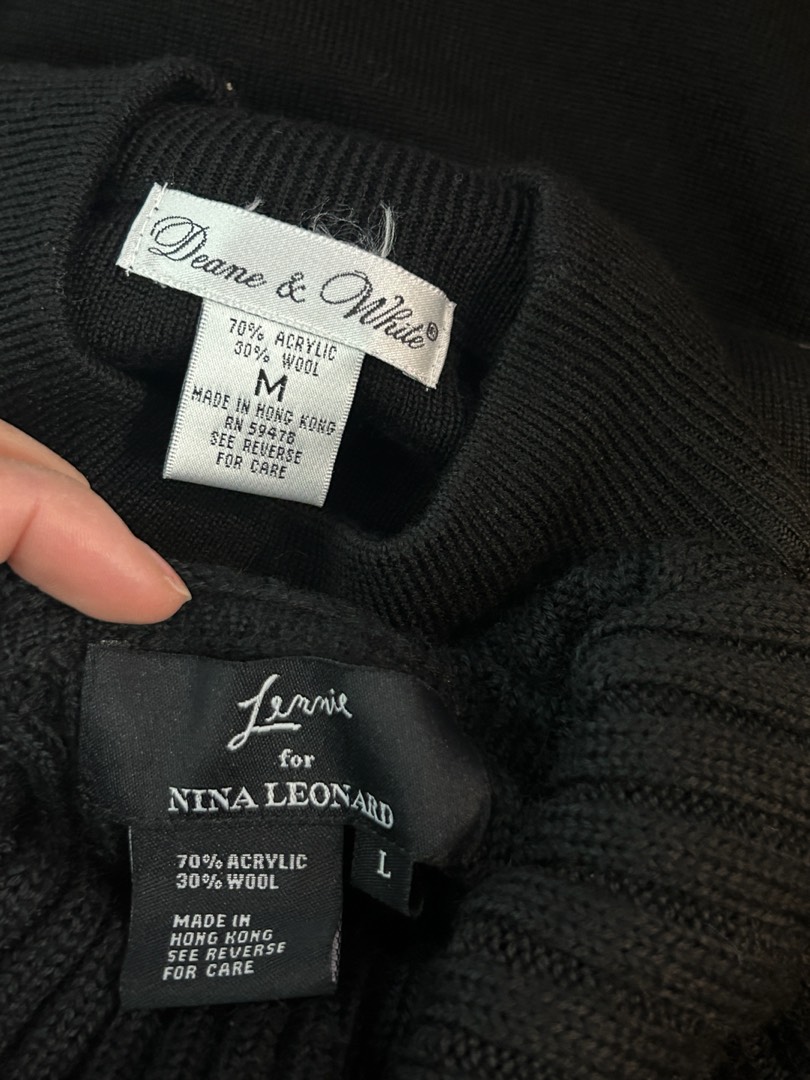 Deane & White®
70% ACRYLIC
30% WOOL
M
MADE IN HONG KONG
RN 59478
SEE REVERSE
FOR CARE
Lennie
for
NINA LEONARD
L
70% ACRYLIC
30% WOOL
MADE IN
HONG KONG
SEE REVERSE
FOR CARE